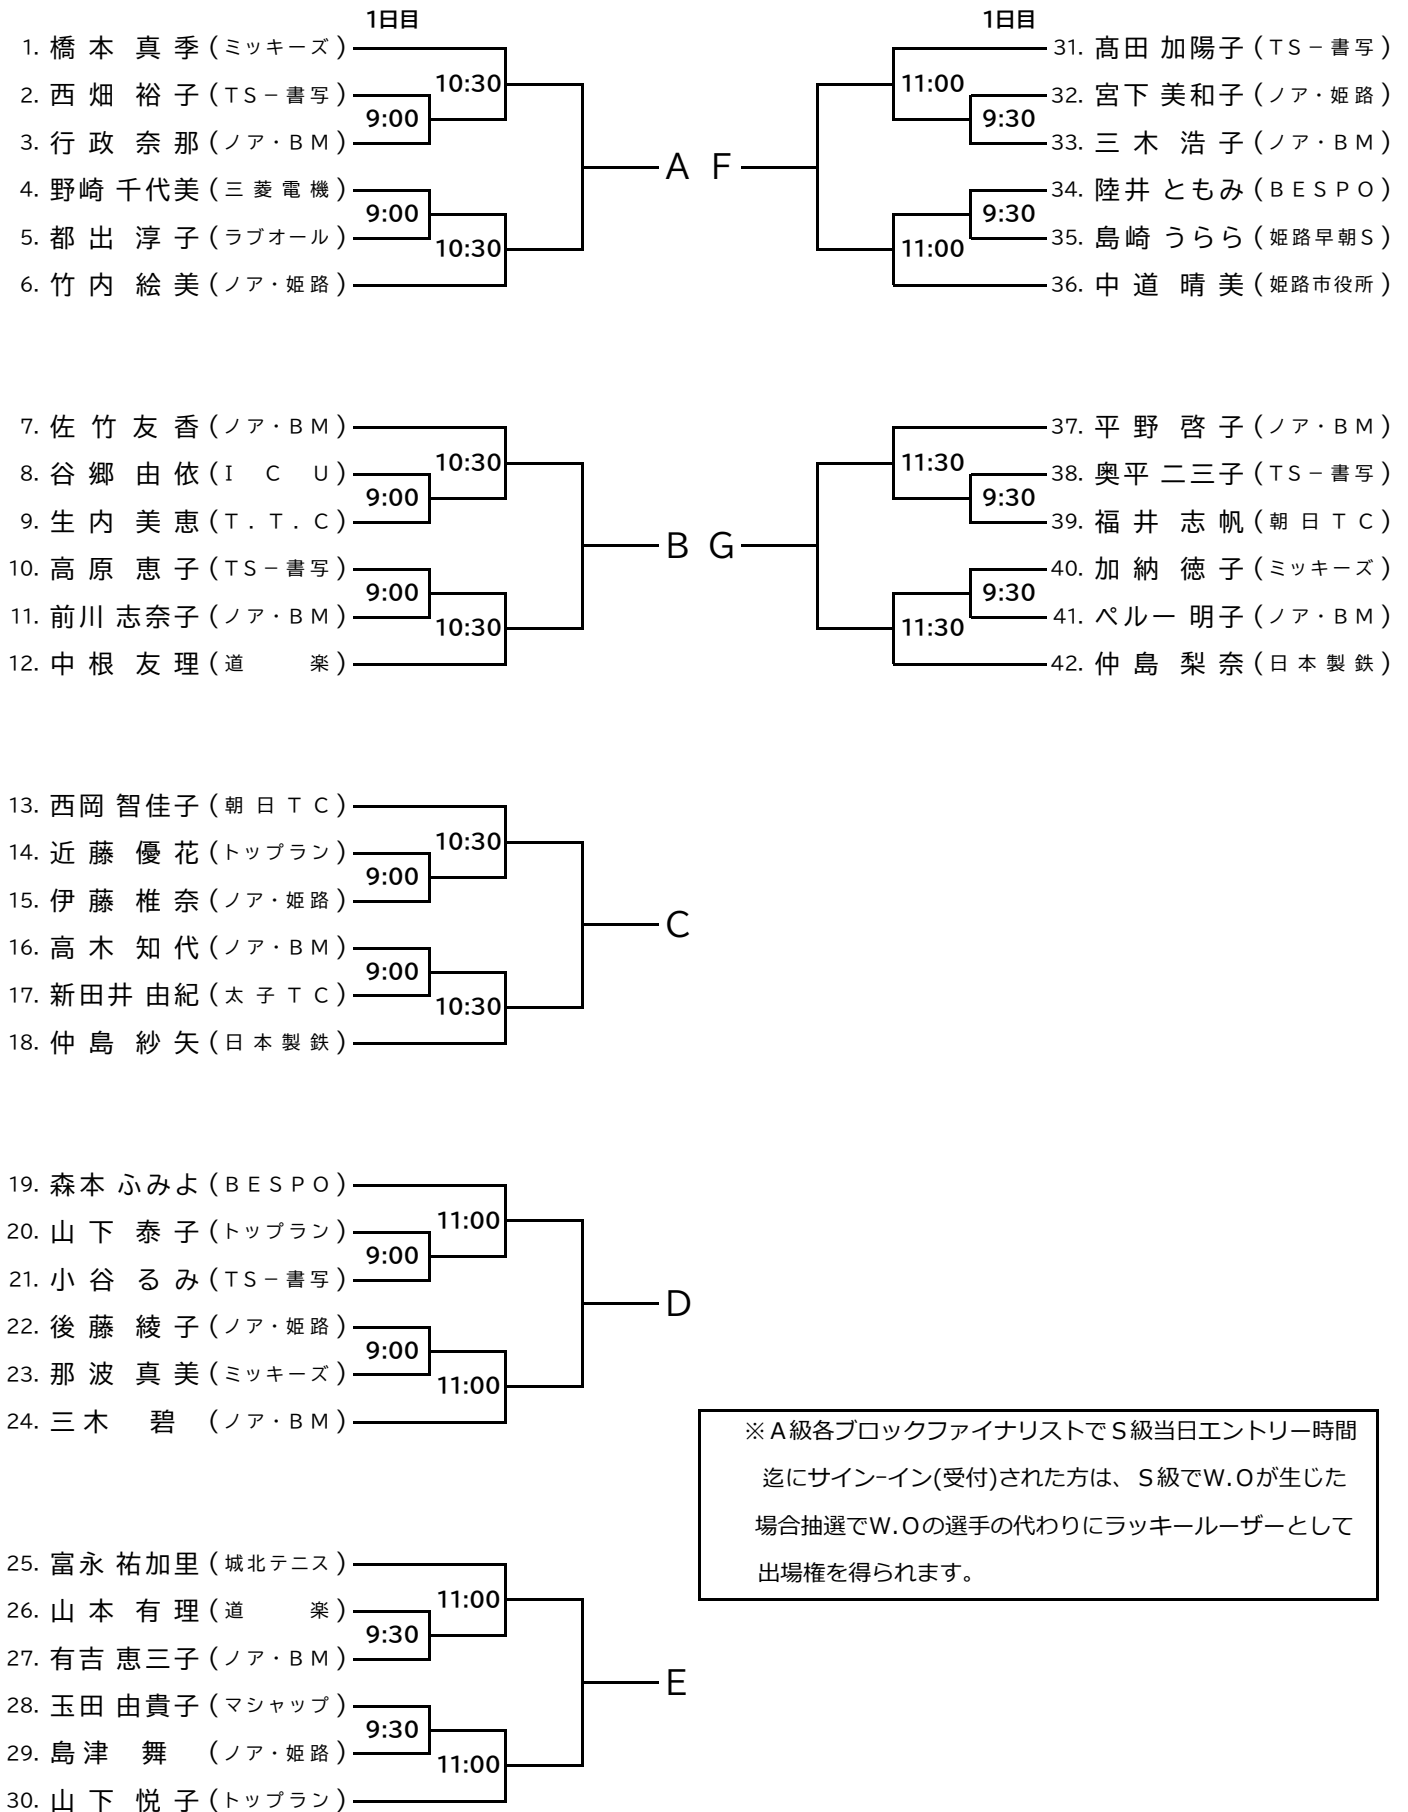 1日目
1. 橋本 真季 (ミッキーズ)
10:30
2. 西畑 裕子 (TS－書写)
9:00
3. 行政 奈那 (ノア・BM)
A
4. 野崎 千代美 (三菱電機)
9:00
5. 都出 淳子 (ラブオール)
10:30
6. 竹内 絵美 (ノア・姫路)
7. 佐竹 友香 (ノア・BM)
10:30
8. 谷郷 由依 (I C U)
9:00
9. 生内 美恵 (T.T.C)
B
10. 高原 恵子 (TS－書写)
9:00
11. 前川 志奈子 (ノア・BM)
10:30
12. 中根 友理 (道 楽)
13. 西岡 智佳子 (朝日TC)
10:30
14. 近藤 優花 (トップラン)
9:00
15. 伊藤 椎奈 (ノア・姫路)
C
16. 高木 知代 (ノア・BM)
9:00
17. 新田井 由紀 (太子TC)
10:30
18. 仲島 紗矢 (日本製鉄)
19. 森本 ふみよ (BESPO)
11:00
20. 山下 泰子 (トップラン)
9:00
21. 小谷 るみ (TS－書写)
D
22. 後藤 綾子 (ノア・姫路)
9:00
23. 那波 真美 (ミッキーズ)
11:00
24. 三木 碧 (ノア・BM)
25. 富永 祐加里 (城北テニス)
11:00
26. 山本 有理 (道 楽)
9:30
27. 有吉 恵三子 (ノア・BM)
E
28. 玉田 由貴子 (マシャップ)
9:30
29. 島津 舞 (ノア・姫路)
11:00
30. 山下 悦子 (トップラン)
1日目
31. 髙田 加陽子 (TS－書写)
11:00
32. 宮下 美和子 (ノア・姫路)
9:30
33. 三木 浩子 (ノア・BM)
F
34. 陸井 ともみ (BESPO)
9:30
35. 島崎 うらら (姫路早朝S)
11:00
36. 中道 晴美 (姫路市役所)
37. 平野 啓子 (ノア・BM)
11:30
38. 奥平 二三子 (TS－書写)
9:30
39. 福井 志帆 (朝日TC)
G
40. 加納 徳子 (ミッキーズ)
9:30
41. ペルー 明子 (ノア・BM)
11:30
42. 仲島 梨奈 (日本製鉄)
※A級各ブロックファイナリストでS級当日エントリー時間
迄にサイン-イン(受付)された方は、S級でW.Oが生じた
場合抽選でW.Oの選手の代わりにラッキールーザーとして
出場権を得られます。